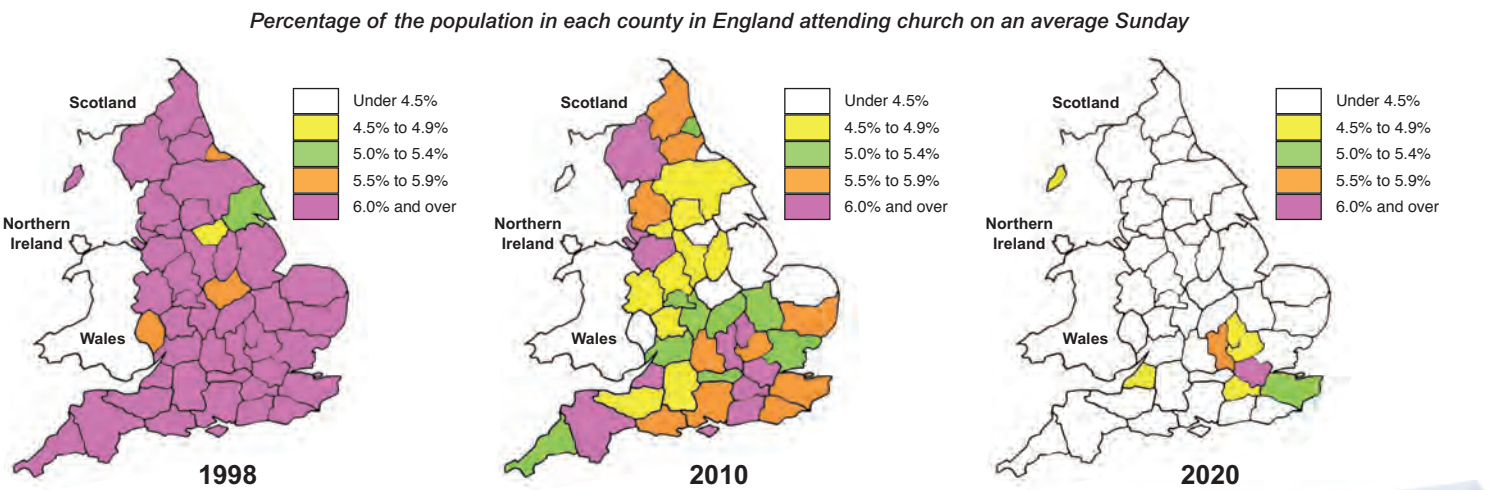 Percentage of the population in each county in England attending church on an average Sunday
Scotland
Northern
Ireland
Wales
Under 4.5%
4.5% to 4.9%
5.0% to 5.4%
5.5% to 5.9%
6.0% and over
1998
Scotland
Northern
Ireland
Wales
Under 4.5%
4.5% to 4.9%
5.0% to 5.4%
5.5% to 5.9%
6.0% and over
2010
Scotland
Northern
Ireland
Wales
Under 4.5%
4.5% to 4.9%
5.0% to 5.4%
5.5% to 5.9%
6.0% and over
2020